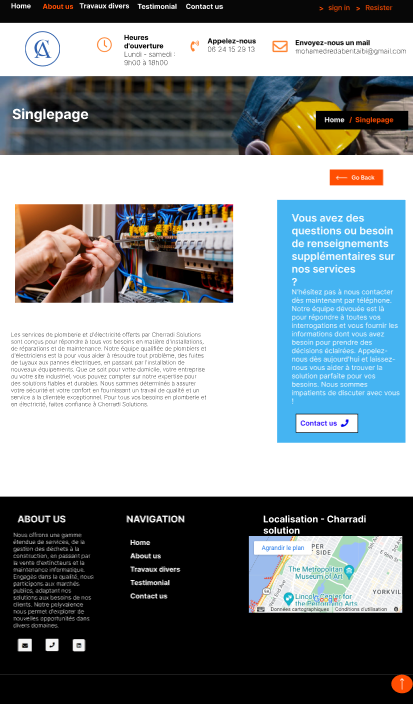 Home About us Travaux divers Testimonial Contact us > sign in > Resister
Heures
d'ouverture
Lundi - samedi :
9h00 à 18h00
Appelez-nous
06 24 15 29 13
Envoyez-nous un mail
mohamedredabentaibi@gmail.com
Singlepage
Home / Singlepage
Go Back
Vous avez des
questions ou besoin
de renseignements
supplémentaires sur
nos services
?
N'hésitez pas à nous contacter
dès maintenant par téléphone.
Notre équipe dévouée est là
pour répondre à toutes vos
interrogations et vous fournir les
informations dont vous avez
besoin pour prendre des
décisions éclairées. Appelez-
nous dès aujourd'hui et laissez-
nous vous aider à trouver la
solution parfaite pour vos
besoins. Nous sommes
impatients de discuter avec vous
!
Contact us
Les services de plomberie et d'électricité offerts par Cherradi Solutions
sont conçus pour répondre à tous vos besoins en matière d'installations,
de réparations et de maintenance. Notre équipe qualifiée de plombiers et
d'électriciens est là pour vous aider à résoudre tout problème, des fuites
de tuyaux aux pannes électriques, en passant par l'installation de
nouveaux équipements. Que ce soit pour votre domicile, votre entreprise
ou votre site industriel, vous pouvez compter sur notre expertise pour
des solutions fiables et durables. Nous sommes déterminés à assurer
votre sécurité et votre confort en fournissant un travail de qualité et un
service à la clientèle exceptionnel. Pour tous vos besoins en plomberie et
en électricité, faites confiance à Cherradi Solutions.
ABOUT US
Nous offrons une gamme
étendue de services, de la
gestion des déchets à la
construction, en passant par
la vente d'extincteurs et la
maintenance informatique.
Engagés dans la qualité, nous
participons aux marchés
publics, adaptant nos
solutions aux besoins de nos
clients. Notre polyvalence
nous permet d'explorer de
nouvelles opportunités dans
divers domaines.
NAVIGATION
Home
About us
Travaux divers
Testimonial
Contact us
Localisation - Charradi
solution
Agrandir le plan
PER
SIDE
The Metropolitan
Museum of Art
YORKVIL
Lincoln Center for
the Performing Arts
Google
Données cartographiques Conditions d'utilisation